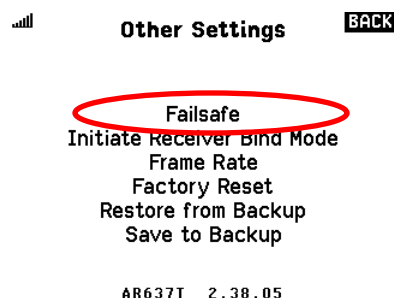 BACK
Other Settings
Failsafe
Initiate Receiver Bind Mode
Frame Rate
Factory Reset
Restore from Backup
Save to Backup
AR637T 2.38.05